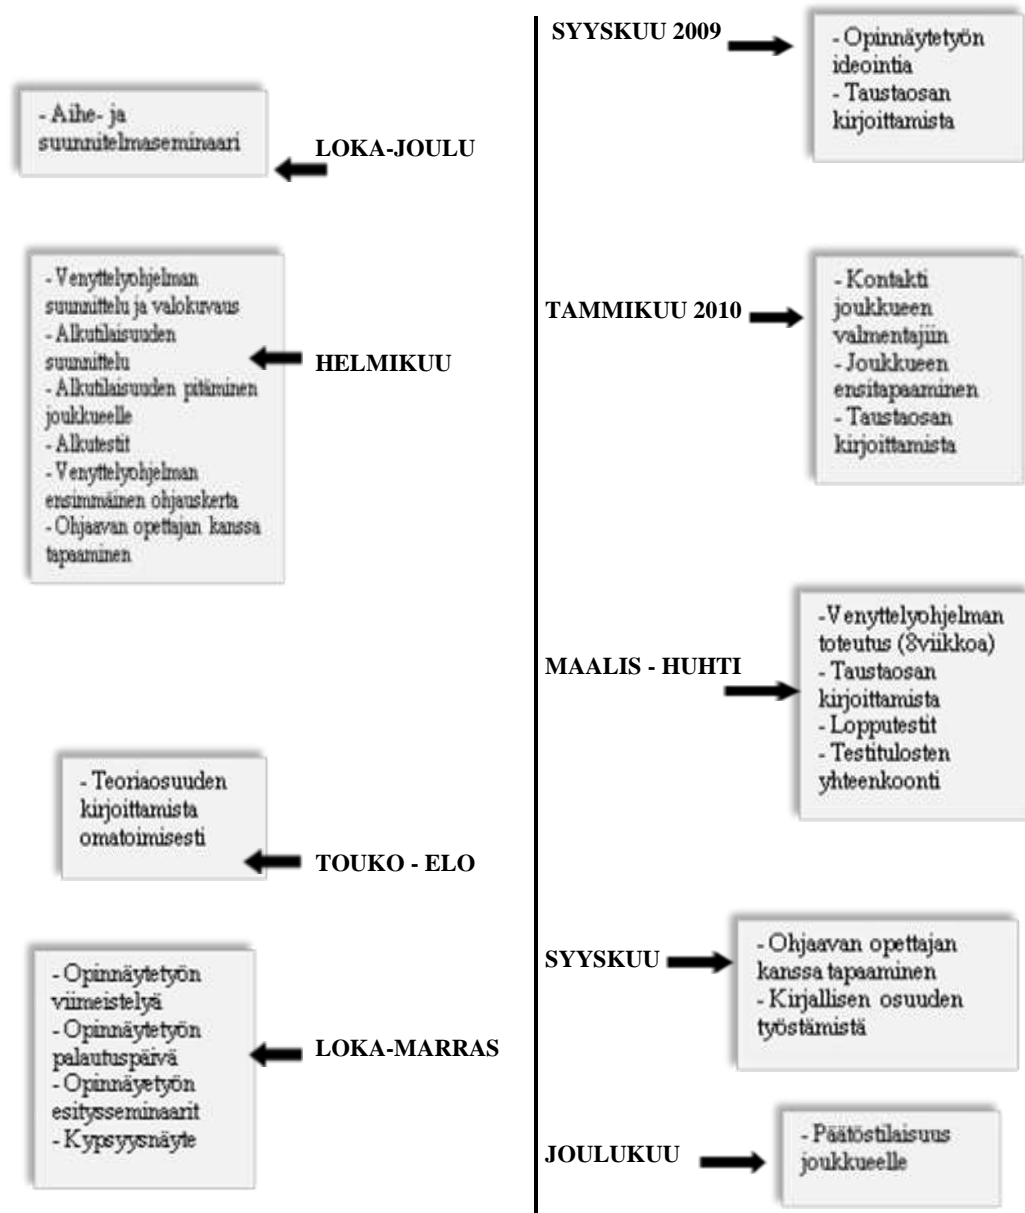 SYYSKUU 2009
- Opinnäytetyön
ideointia
- Taustaosan
kirjoittamista
- Aihe- ja
suunnitelmaseminaari
LOKA-JOULU
TAMMIKUU 2010
- Kontakti
joukkueen
valmentajiin
- Joukkueen
ensitapaaminen
- Taustaosan
kirjoittamista
- Venyttelyohjelman
suunnittelu ja valokuvaus
- Alkutilaisuuden
suunnittelu
- Alkutilaisuuden pitäminen
joukkueelle
- Alkutestit
- Venyttelyohjelman
ensimmäinen ohjauskerta
- Ohjaavan opettajan kanssa
tapaaminen
HELMIKUU
MAALIS - HUHTI
-Venyttelyohjelman
toteutus (8viikkoa)
- Taustaosan
kirjoittamista
- Lopputestit
- Testitulosten
yhteenkoonti
- Teoriaosuuden
kirjoittamista
omatoimisesti
TOUKO - ELO
SYYSKUU
- Ohjaavan opettajan
kanssa tapaaminen
- Kirjallisen osuuden
työstämistä
- Opinnäytetyön
viimeistelyä
- Opinnäytetyön
palautuspäivä
- Opinnäyetyön
esitysseminaarit
- Kypsyysnäyte
LOKA-MARRAS
JOULUKUU
- Päätöstilaisuus
joukkueelle